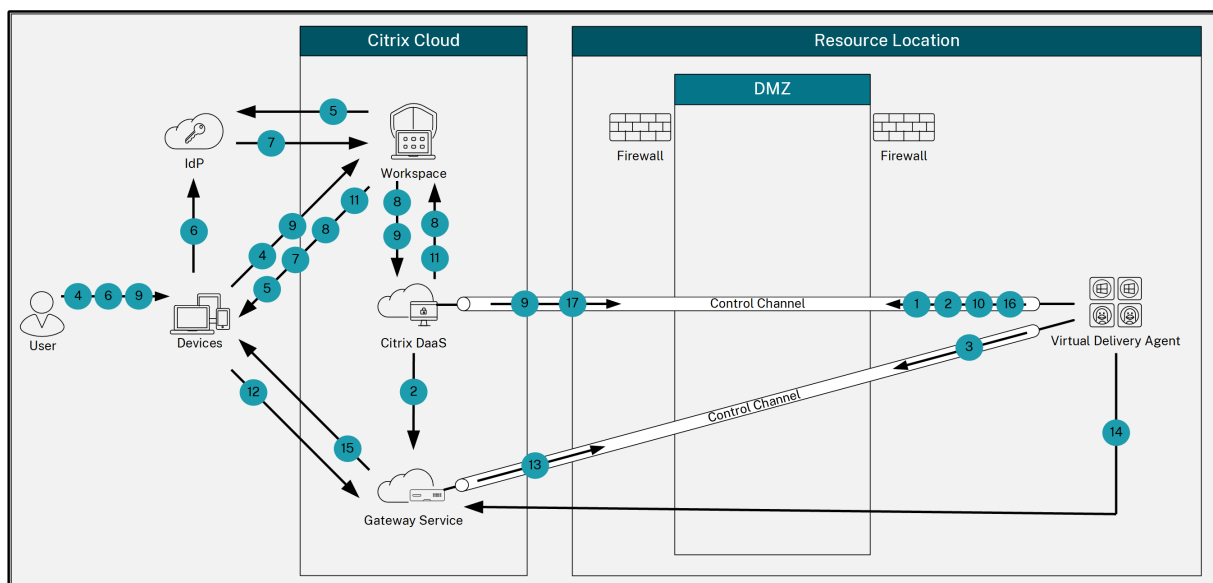 Citrix Cloud
Resource Location
DMZ
5
7
IdP
Workspace
Firewall
Firewall
6
9
4
11
8
7
5
8
9
8
11
4 6 9
User
Devices
Citrix DaaS
9 17
Control Channel
1 2 10 16
Virtual Delivery Agent
3
2
Control Channel
12
15
13
14
Gateway Service